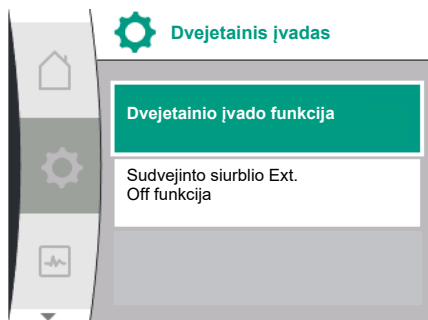 Dvejetainis įvadas
Dvejetainio įvado funkcija
Sudvejinto siurblio Ext.
Off funkcija